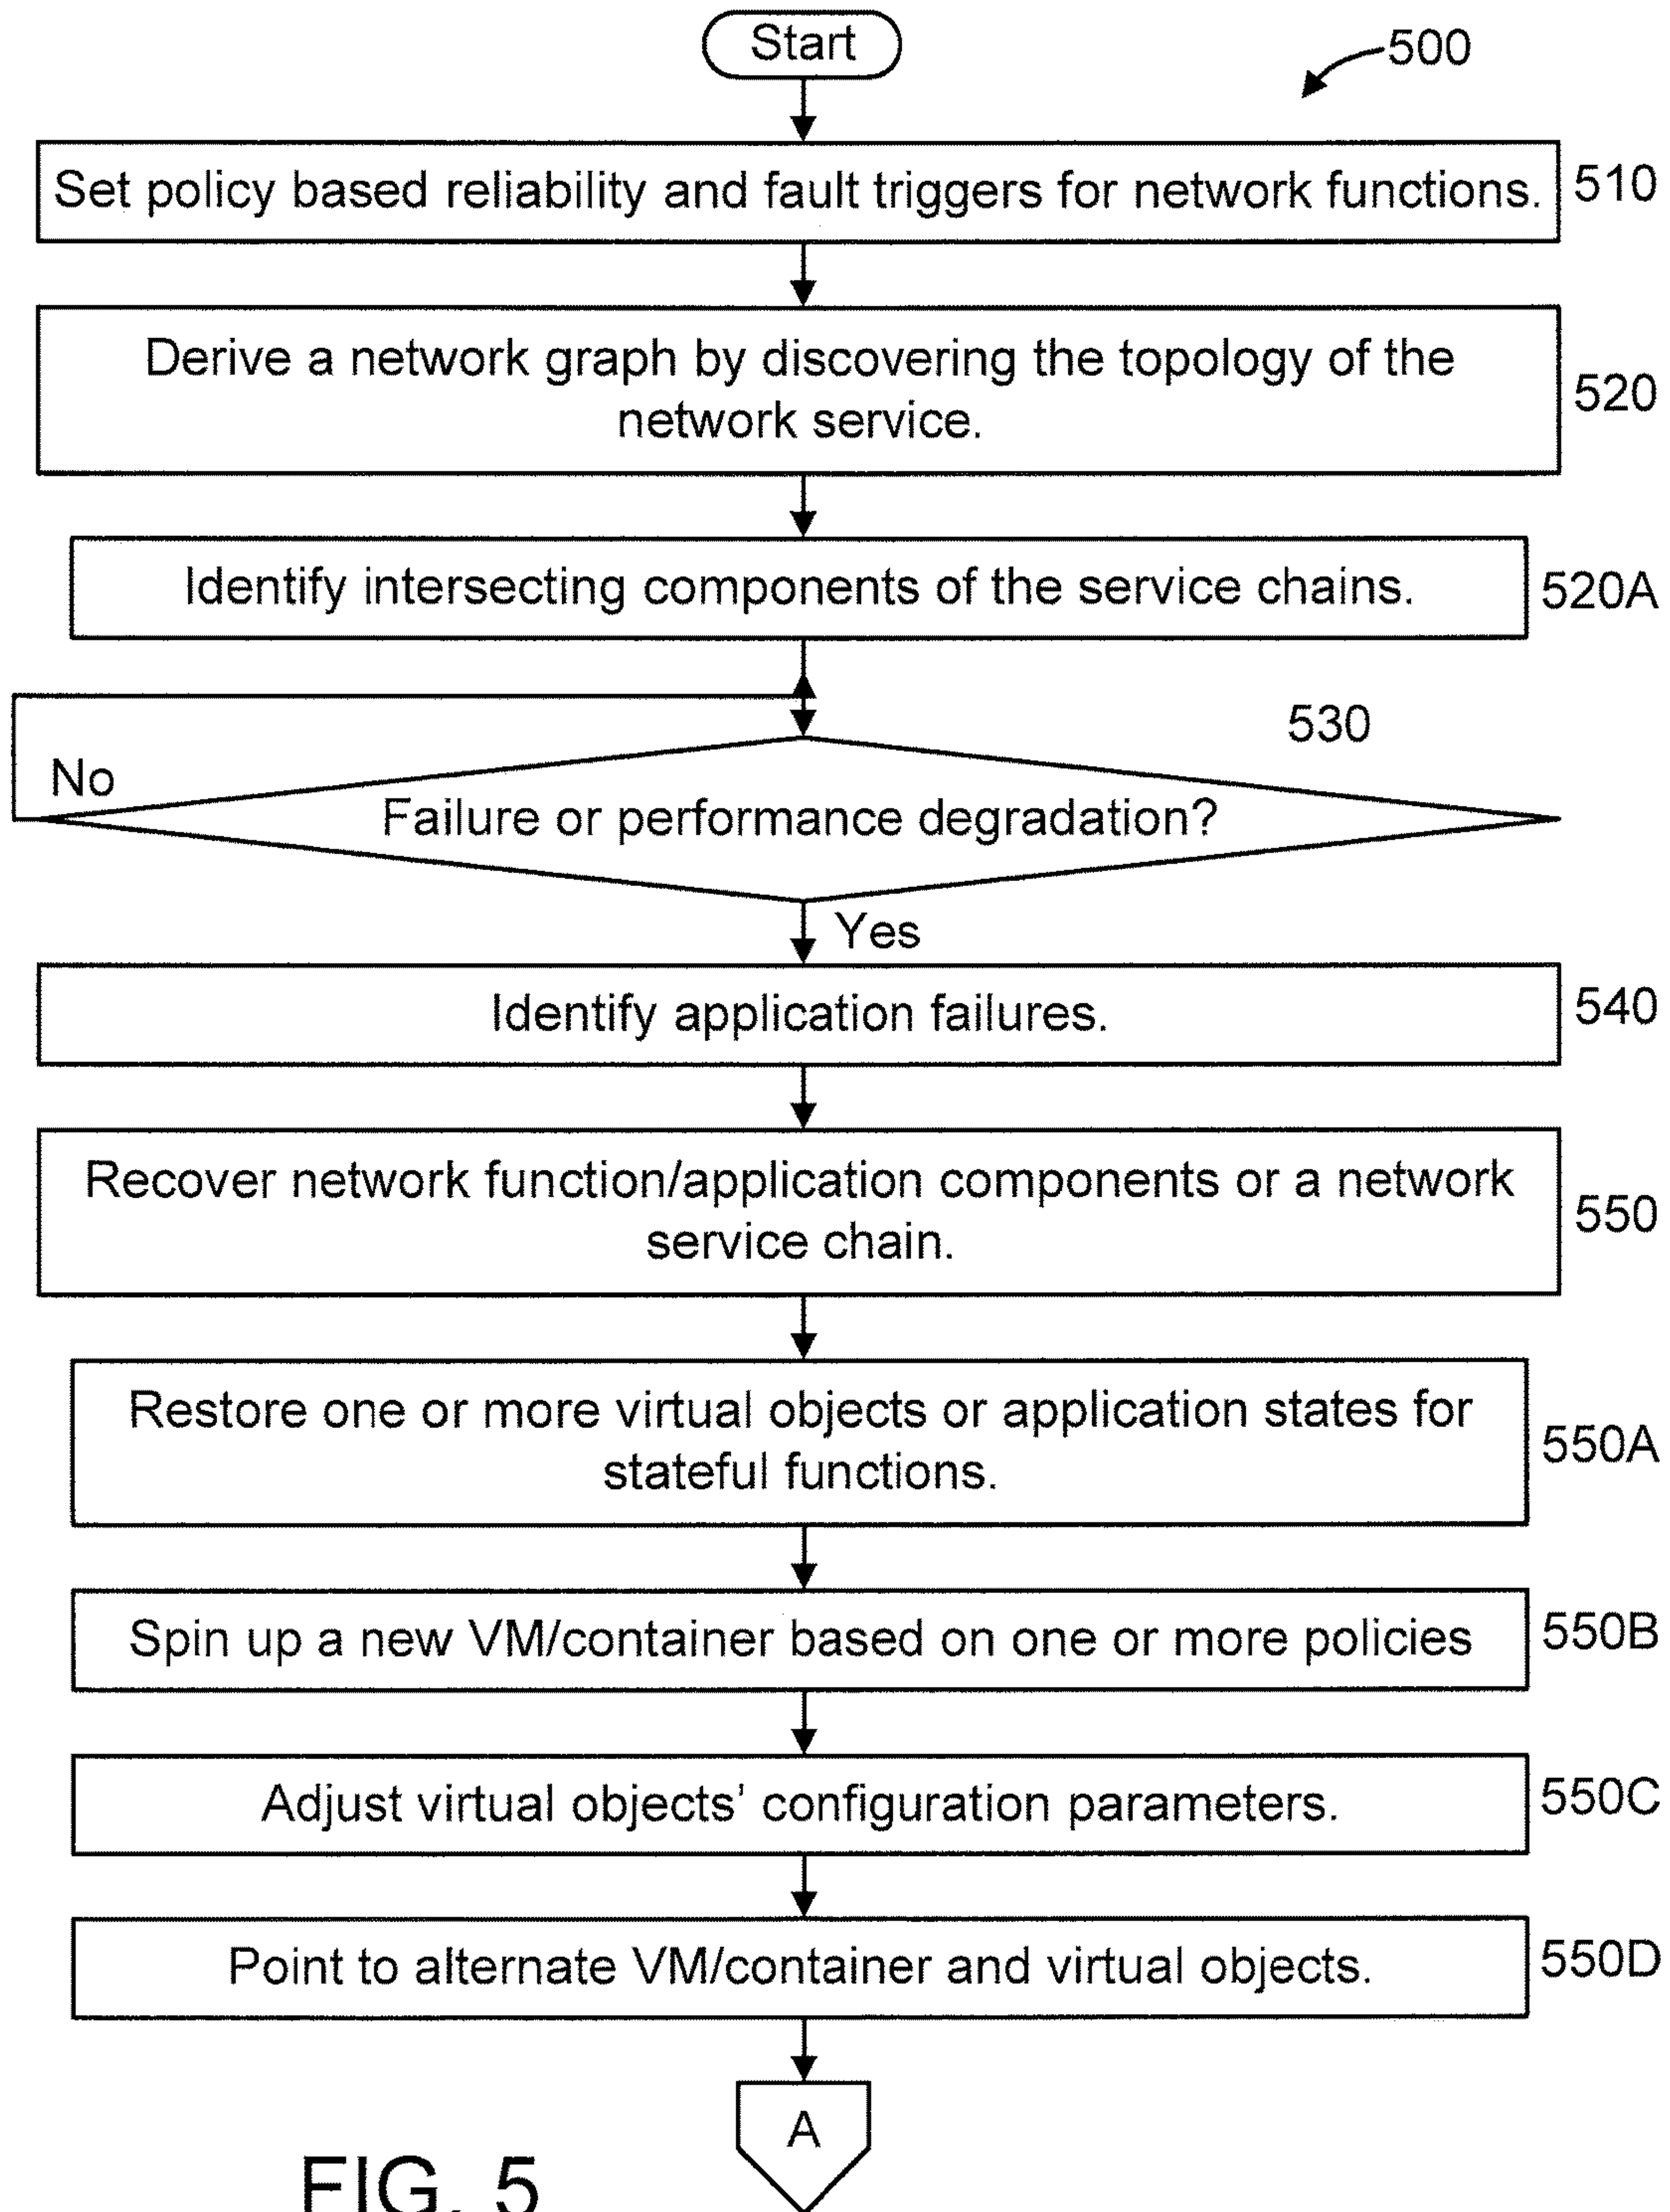 Start
500
Set policy based reliability and fault triggers for network functions.
510
Derive a network graph by discovering the topology of the
network service.
520
Identify intersecting components of the service chains.
520A
530
No
Failure or performance degradation?
Yes
Identify application failures.
540
Recover network function/application components or a network
service chain.
550
Restore one or more virtual objects or application states for
stateful functions.
550A
Spin up a new VM/container based on one or more policies
550B
Adjust virtual objects’ configuration parameters.
550C
Point to alternate VM/container and virtual objects.
550D
A
FIG. 5